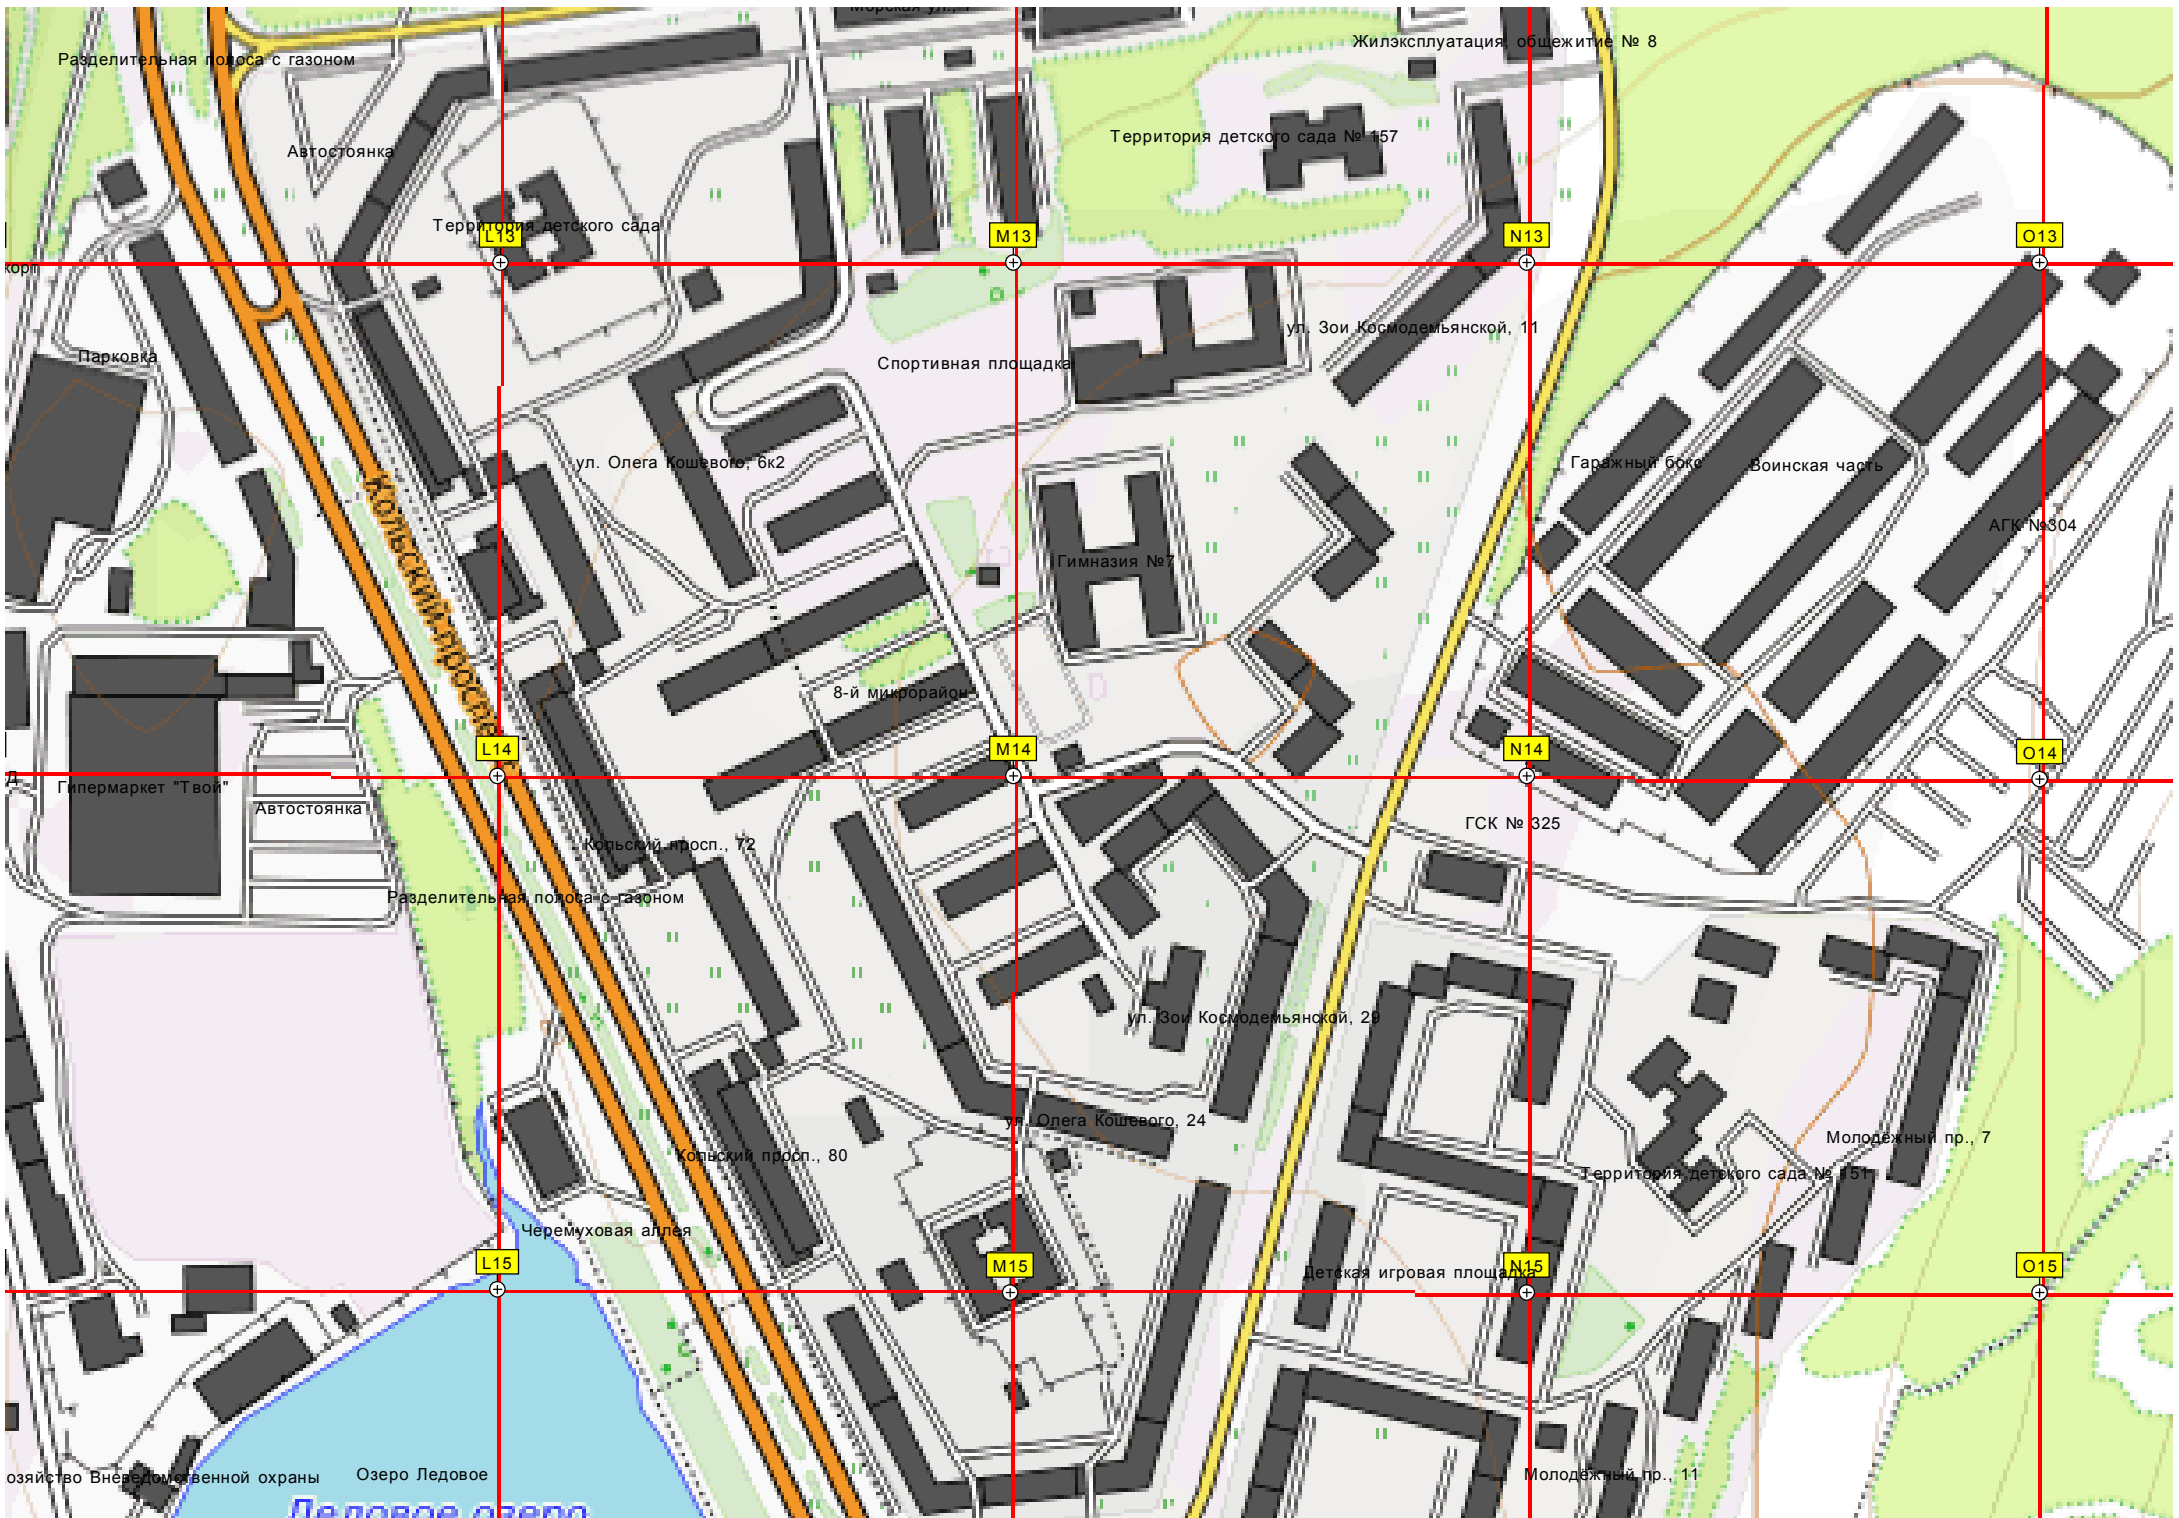 Морская ул.,
Жилэксплуатация, общежитие № 8
Разделительная полоса с газоном
Территория детского сада № 157
Автостоянка
Территория детского сада
L13
M13
N13
O13
корт
ул. Зои Космодемьянской, 11
Парковка
Спортивная площадка
ул. Олега Кошевого, 6к2
Гаражный бокс
Воинская часть
АГК №304
Кольский проспе
Гимназия №7
8-й микрорайон
L14
M14
N14
O14
Гипермаркет "Твой"
Автостоянка
ГСК № 325
Кольский просп., 72
Разделительная полоса с газоном
ул. Зои Космодемьянской, 29
ул. Олега Кошевого, 24
Молодёжный пр., 7
Кольский просп., 80
Территория детского сада № 151
Черемуховая аллея
L15
M15
N15
O15
Детская игровая площадка
озяйство Вневедомственной охраны
Озеро Ледовое
Молодёжный пр., 11
Ледовое озеро